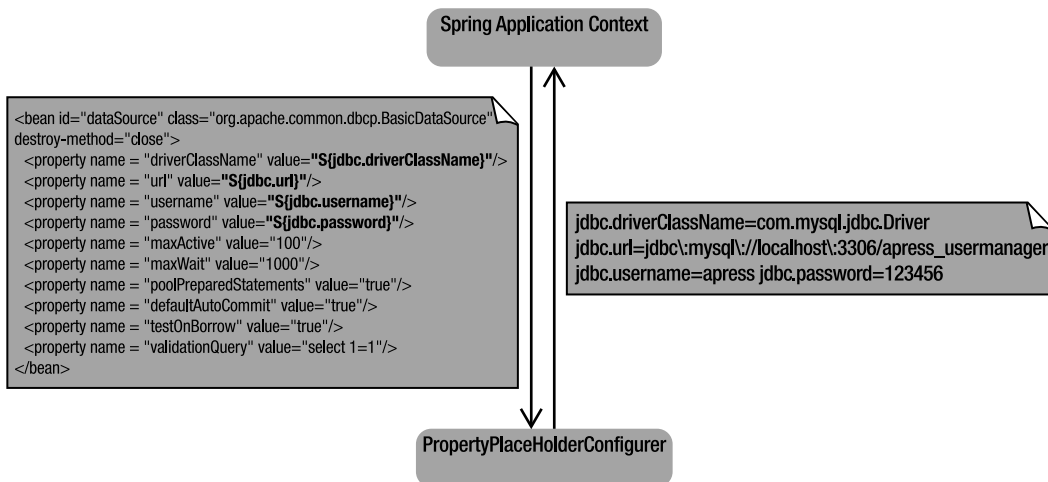 Spring Application Context
<bean id="dataSource" class="org.apache.common.dbcp.BasicDataSource"
destroy-method="close">
<property name = "driverClassName" value="S{jdbc.driverClassName}"/>
<property name = "url" value="S{jdbc.url}"/>
<property name = "username" value="S{jdbc.username}"/>
<property name = "password" value="S{jdbc.password}"/>
<property name = "maxActive" value="100"/>
<property name = "maxWait" value="1000"/>
<property name = "poolPreparedStatements" value="true"/>
<property name = "defaultAutoCommit" value="true"/>
<property name = "testOnBorrow" value="true"/>
<property name = "validationQuery" value="select 1=1"/>
</bean>
jdbc.driverClassName=com.mysql.jdbc.Driver
jdbc.url=jdbc\:mysql\://localhost\:3306/apress_usermanager
jdbc.username=apress jdbc.password=123456
PropertyPlaceHolderConfigurer